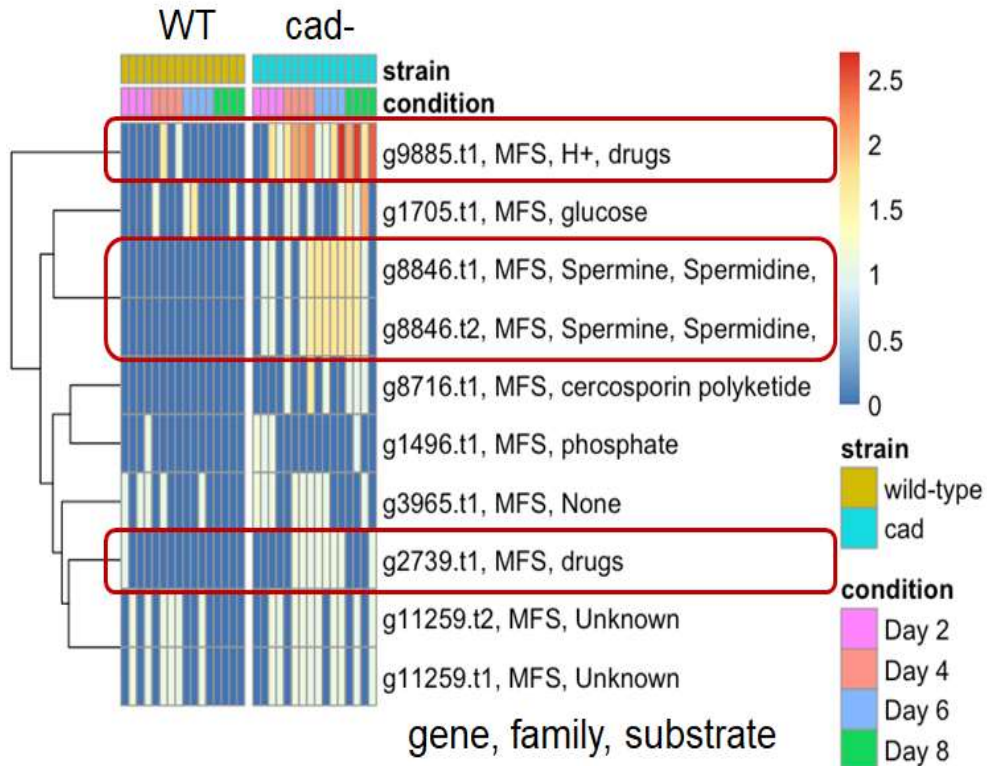 WT
cad-
strain
condition
g9885.t1, MFS, H+, drugs
g1705.t1, MFS, glucose
g8846.t1, MFS, Spermine, Spermidine,
g8846.t2, MFS, Spermine, Spermidine,
g8716.t1, MFS, cercosporin polyketide
g1496.t1, MFS, phosphate
g3965.t1, MFS, None
g2739.t1, MFS, drugs
g11259.t2, MFS, Unknown
g11259.t1, MFS, Unknown
gene, family, substrate
2.5
2
1.5
1
0.5
0
strain
wild-type
cad
condition
Day 2
Day 4
Day 6
Day 8